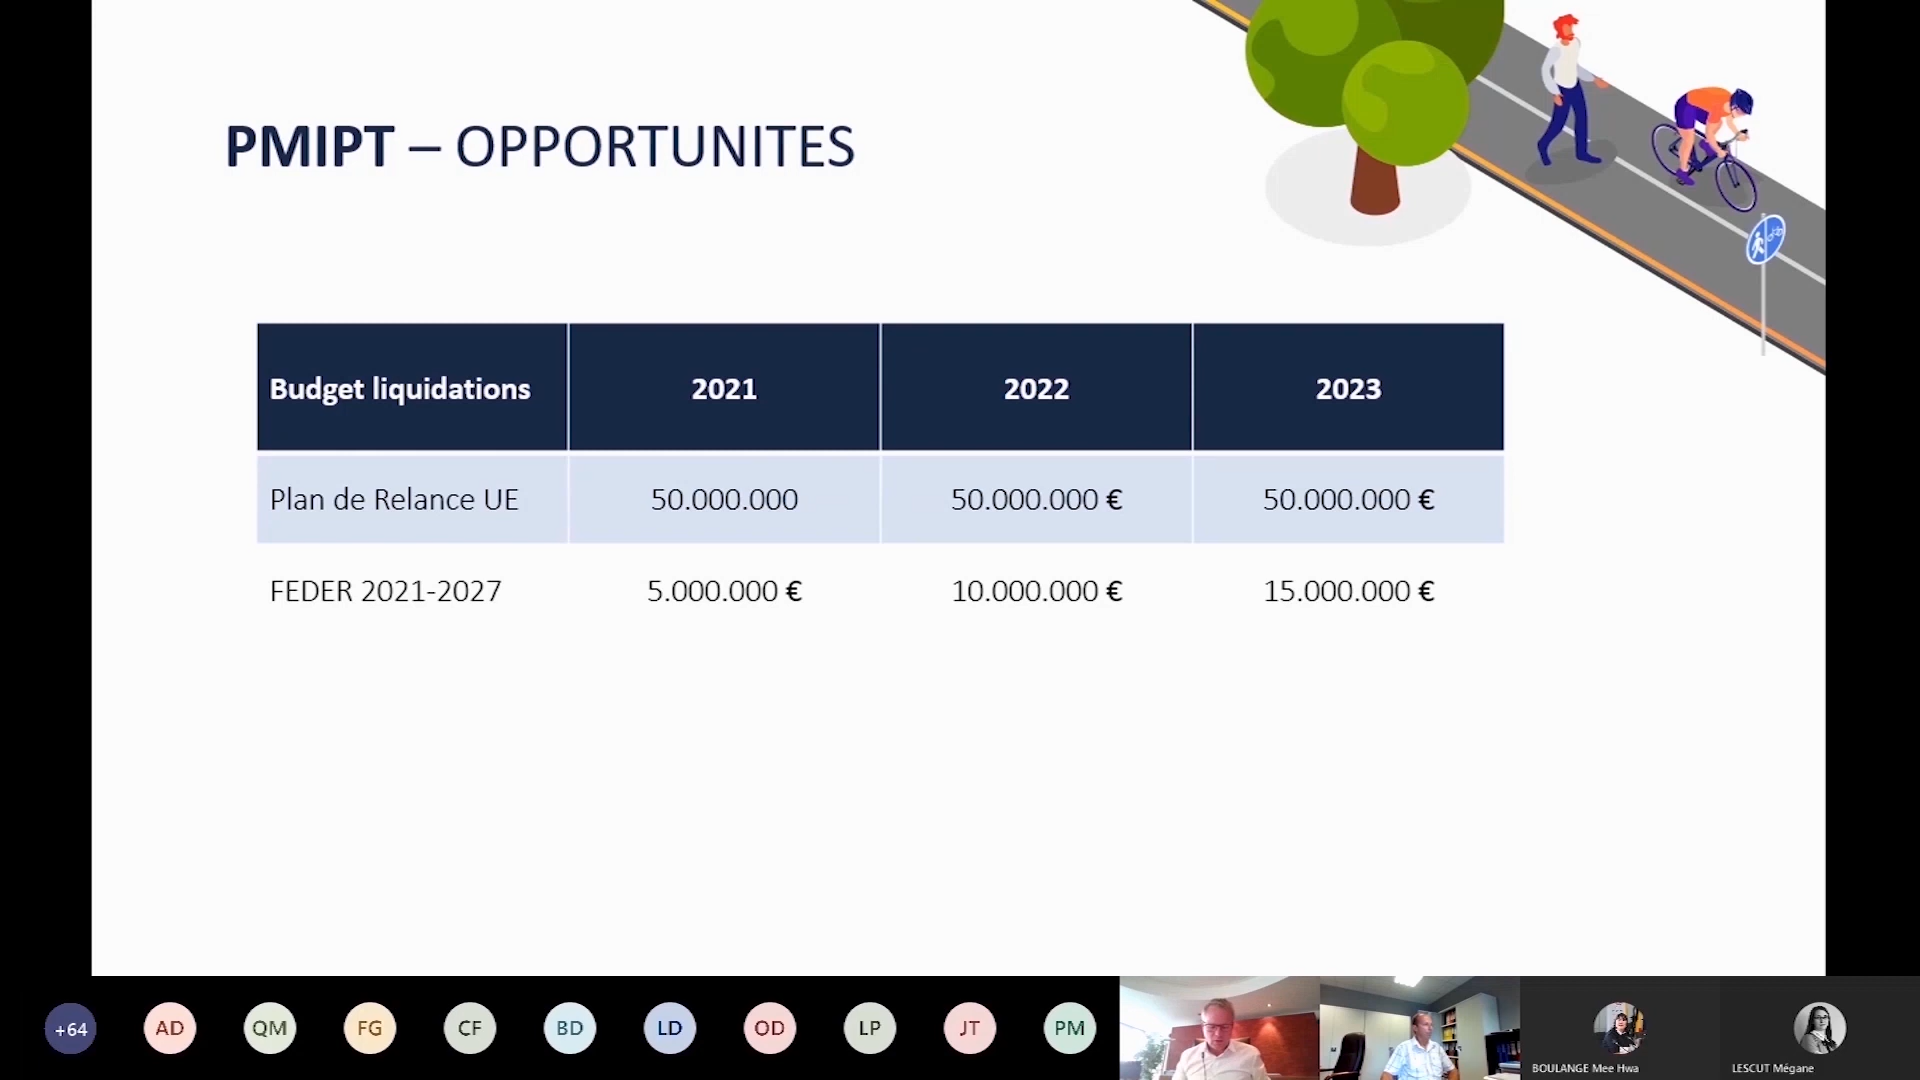 PMIPT – OPPORTUNITES
Budget liquidations 2021 2022 2023
Plan de Relance UE 50.000.000 50.000.000 € 50.000.000 €
FEDER 2021-2027 5.000.000 € 10.000.000 € 15.000.000 €
+64 AD QM FG CF BD LD OD LP JT PM
BOULANGE Mee Hwa LESCUT Mégane